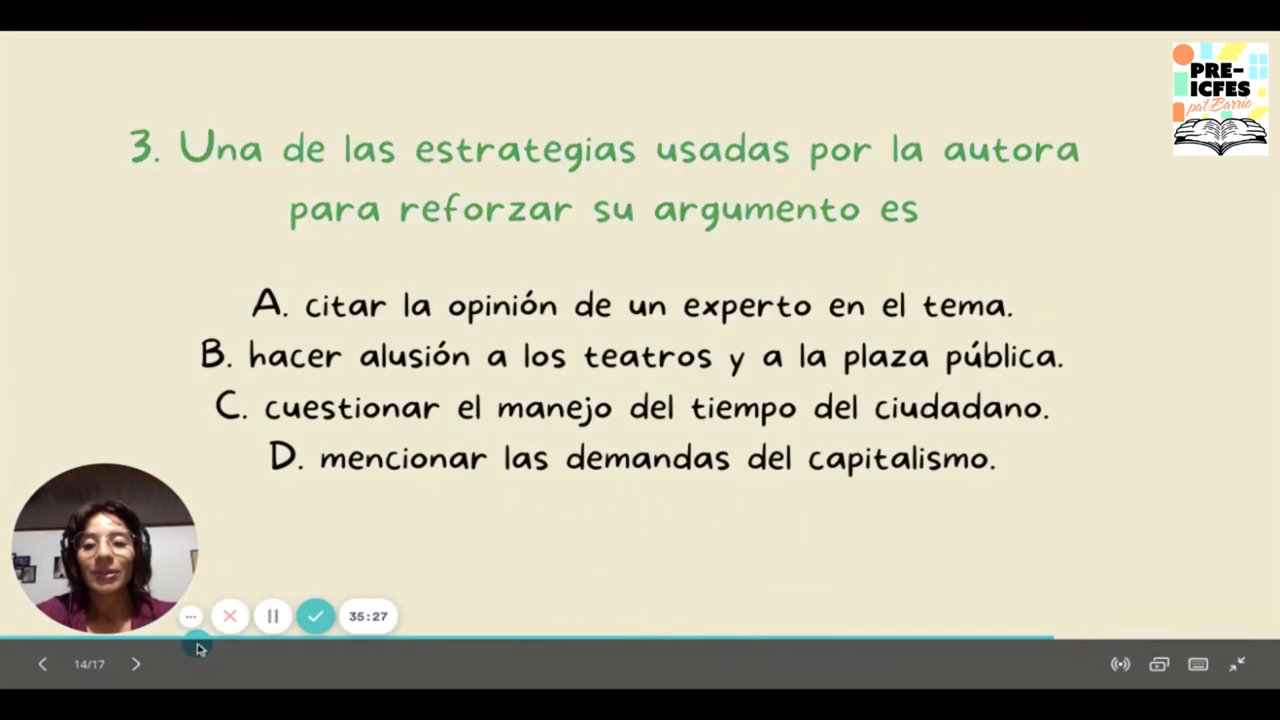 PRE-
ICFES
pa'l Barrio
3. Una de las estrategias usadas por la autora
para reforzar su argumento es
A. citar la opinión de un experto en el tema.
B. hacer alusión a los teatros y a la plaza pública.
C. cuestionar el manejo del tiempo del ciudadano.
D. mencionar las demandas del capitalismo.
35:27
14/17